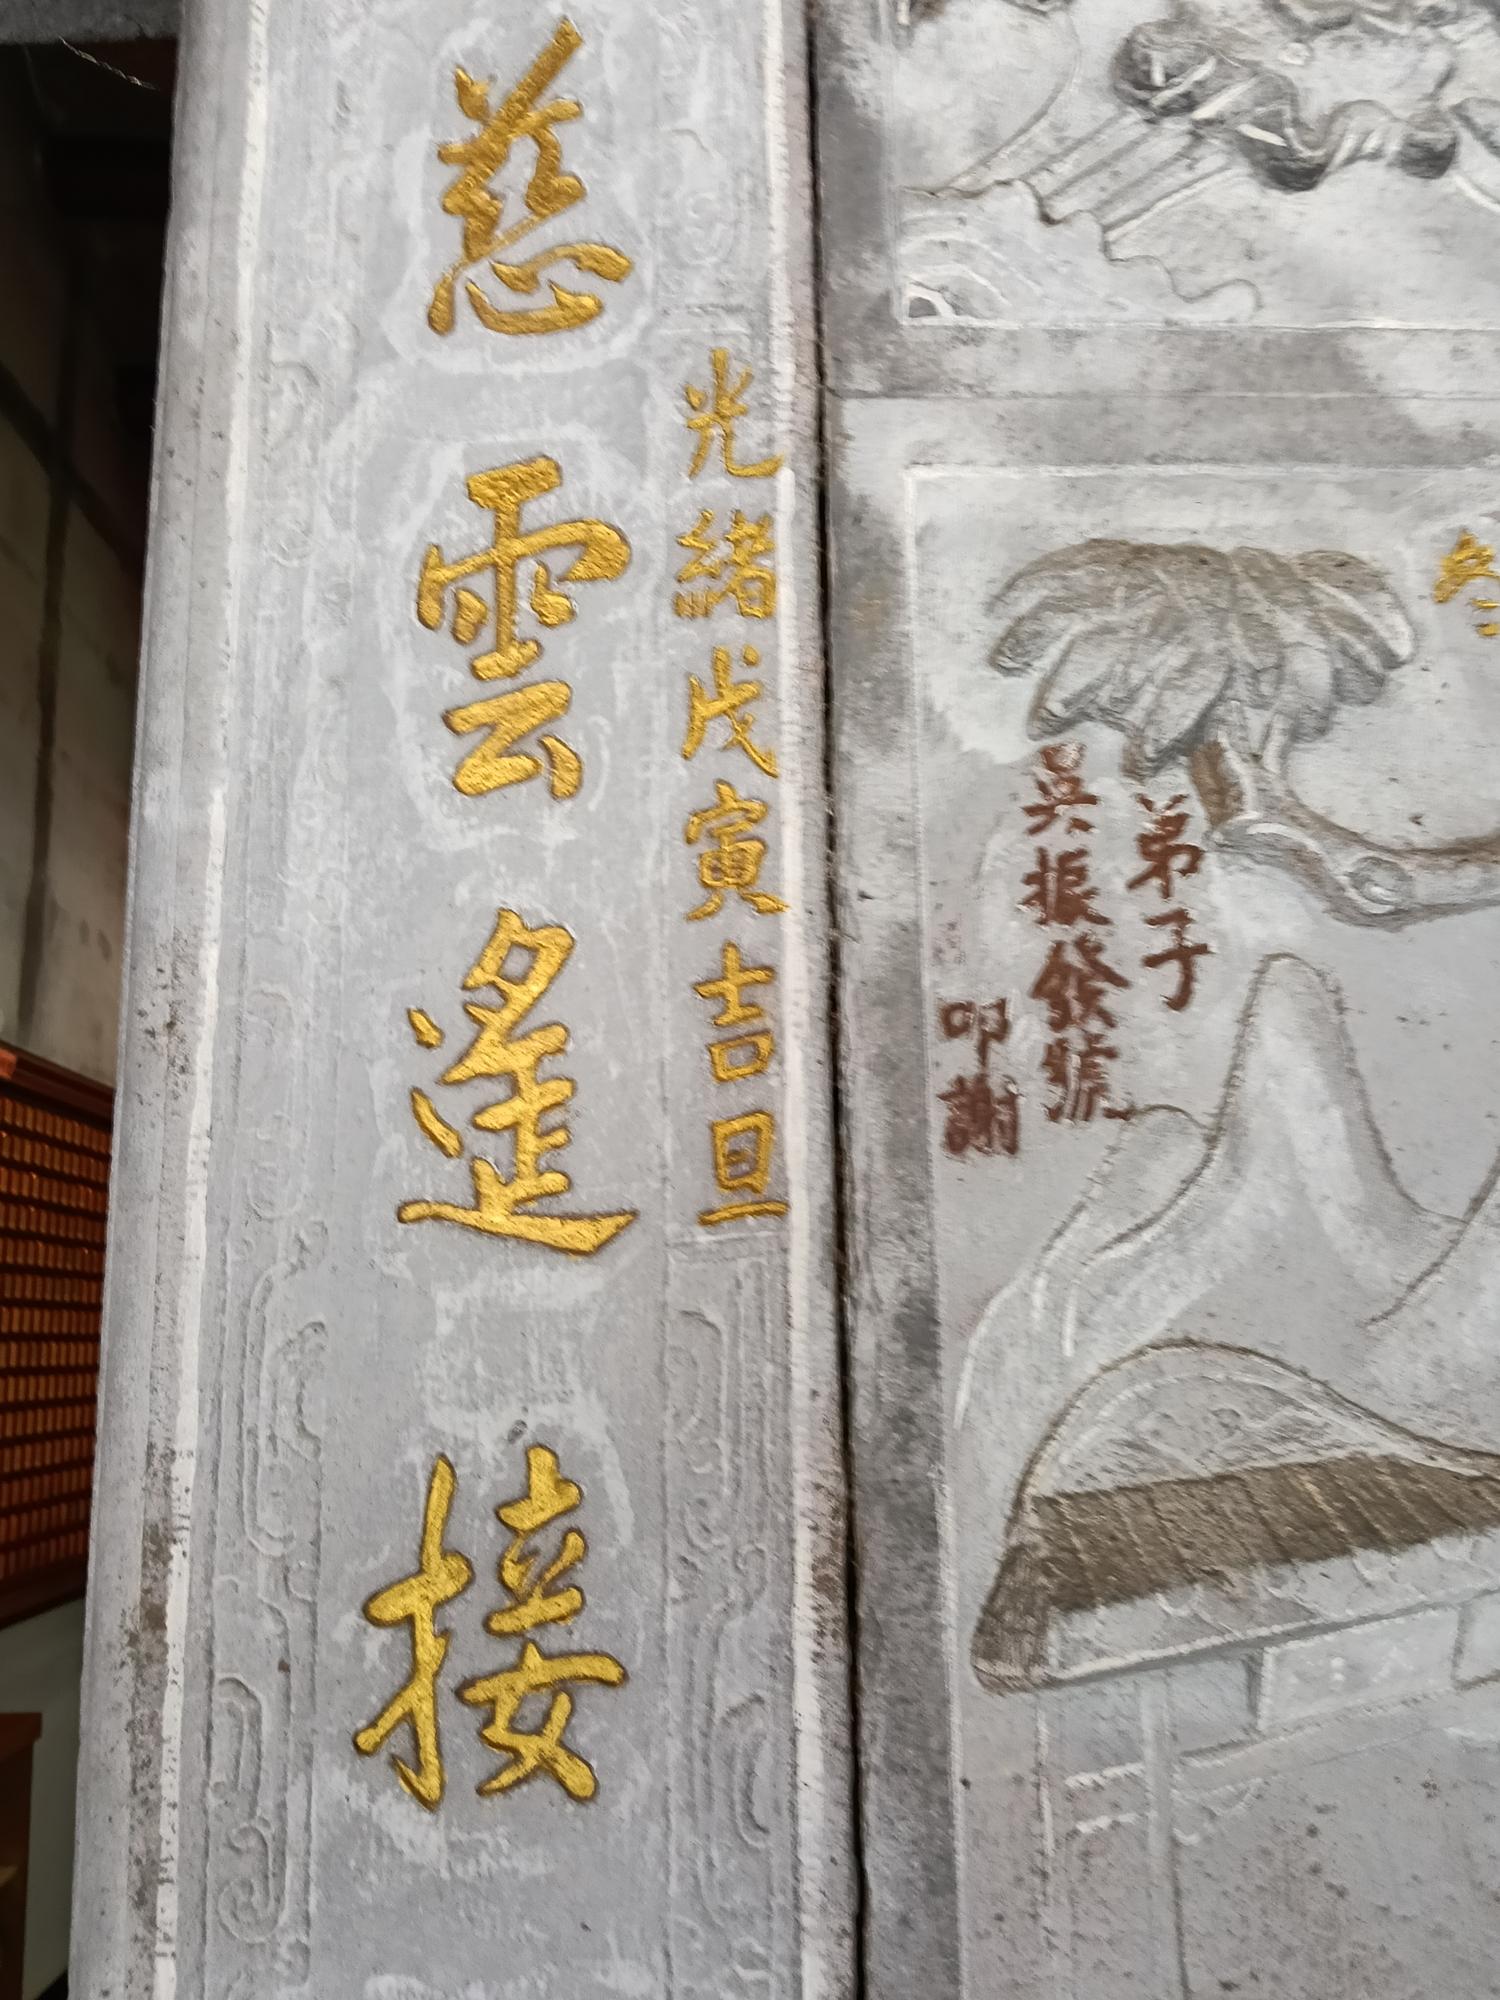 光緒戊寅吉旦
慈雲遙接
弟子
吳振發號
叩謝